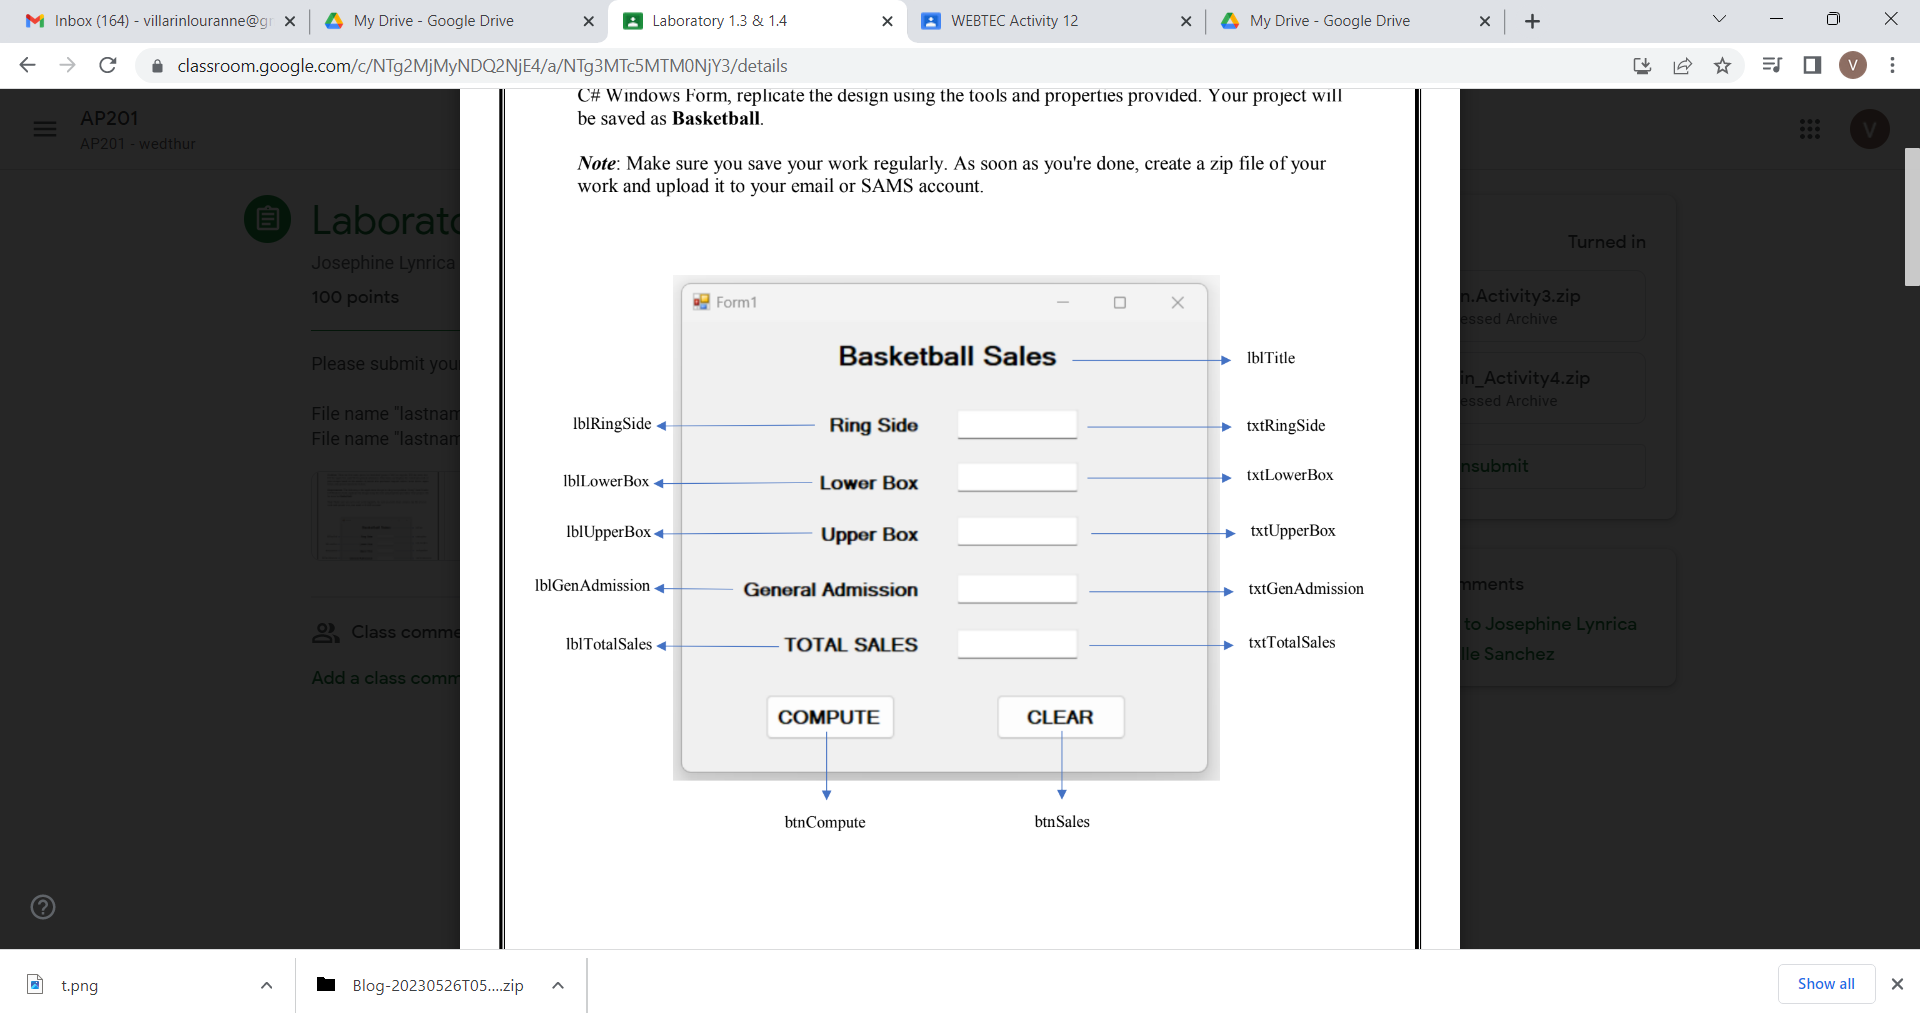 Inbox (164) - villarinlouranne@gr
My Drive - Google Drive
Laboratory 1.3 & 1.4
WEBTEC Activity 12
My Drive - Google Drive
classroom.google.com/c/NTg2MjMyNDQ2NjE4/a/NTg3MTc5MTM0NjY3/details
V
AP201
AP201 - wedthur
V
Laborato
Josephine Lynrica
100 points
Please submit you
File name "lastnam
File name "lastnam
Class comme
Add a class comm
C# Windows Form, replicate the design using the tools and properties provided. Your project will
be saved as Basketball.
Note: Make sure you save your work regularly. As soon as you're done, create a zip file of your
work and upload it to your email or SAMS account.
Form1
Basketball Sales
lblTitle
lblRingSide
Ring Side
txtRingSide
lblLowerBox
Lower Box
txtLowerBox
lblUpperBox
Upper Box
txtUpperBox
lblGenAdmission
General Admission
txtGenAdmission
lblTotalSales
TOTAL SALES
txtTotalSales
COMPUTE
CLEAR
btnCompute
btnSales
Turned in
n.Activity3.zip
essed Archive
in_Activity4.zip
essed Archive
nsubmit
mments
to Josephine Lynrica
lle Sanchez
t.png
Blog-20230526T05....zip
Show all